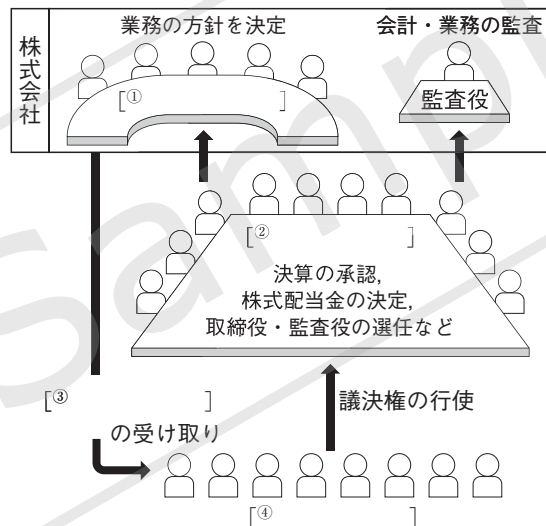 株式会社
業務の方針を決定
会計・業務の監査
[① ]
監査役
[② ]
決算の承認,
株式配当金の決定,
取締役・監査役の選任など
[③ ]
の受け取り
議決権の行使
[④ ]
Sample